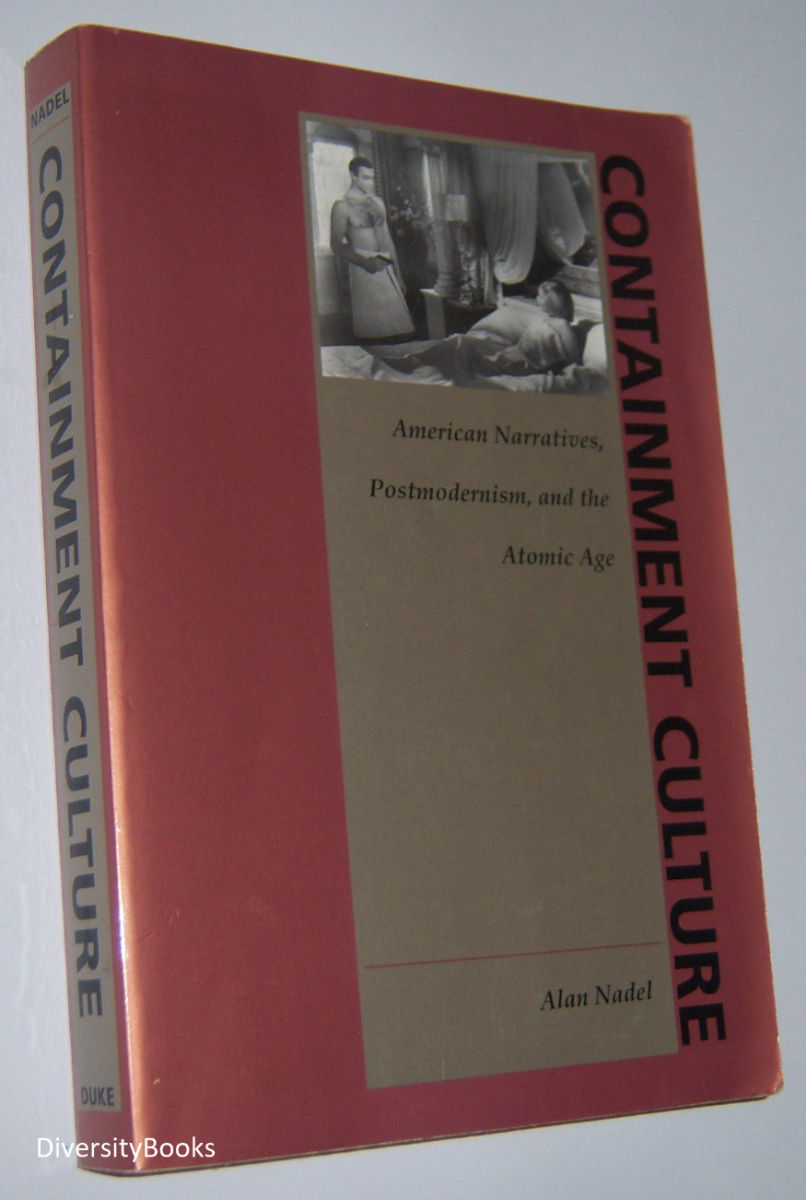 NADEL
CONTAINMENT CULTURE
DUKE
CONTAINMENT CULTURE
American Narratives,
Postmodernism, and the
Atomic Age
Alan Nadel
DiversityBooks